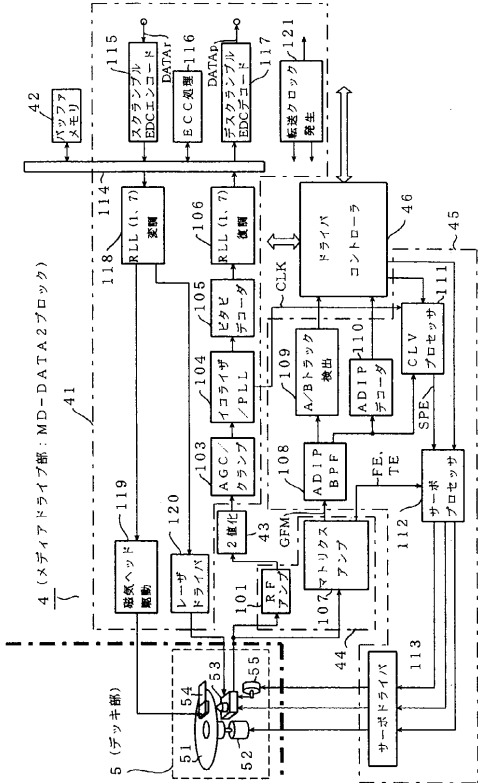 4 (メディアドライブ部:MD-DATA2ブロック)
41
42
バッファ
メモリ
114
115
スクランブル
EDCエンコード
DATAr
116
ECC処理
DATAp
デスクランブル
EDCデコード
117
121
転送クロック
発生
118
RLL(1、7)
変調
106
RLL(1、7)
復調
105
ビタビ
デコーダ
104
イコライザ
/PLL
103
AGC/
クランプ
2値化
43
119
磁気ヘッド
駆動
120
レーザ
ドライバ
101
RF
アンプ
107
マトリクス
アンプ
44
GFM
108
ADIP
BPF
109
A/Bトラック
検出
110
ADIP
デコーダ
CLK
ドライバ
コントローラ
46
45
111
CLV
プロセッサ
SPE
FE、
TE
112
サーボ
プロセッサ
113
サーボドライバ
5 (デッキ部)
51
52
53
54
55